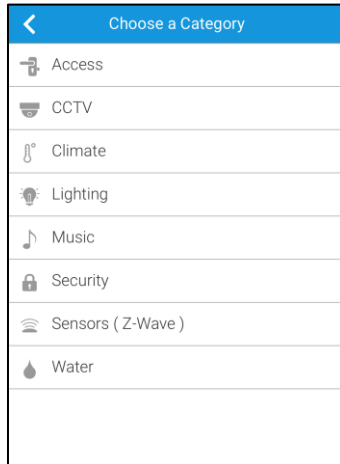 Choose a Category
Access
CCTV
Climate
Lighting
Music
Security
Sensors ( Z-Wave )
Water